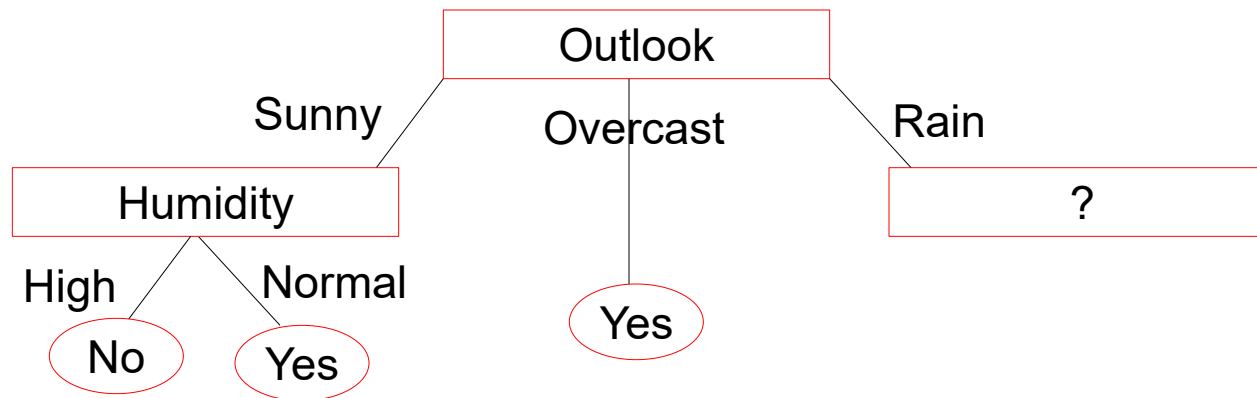 Outlook
Sunny
Overcast
Rain
Humidity
?
High
Normal
Yes
No
Yes